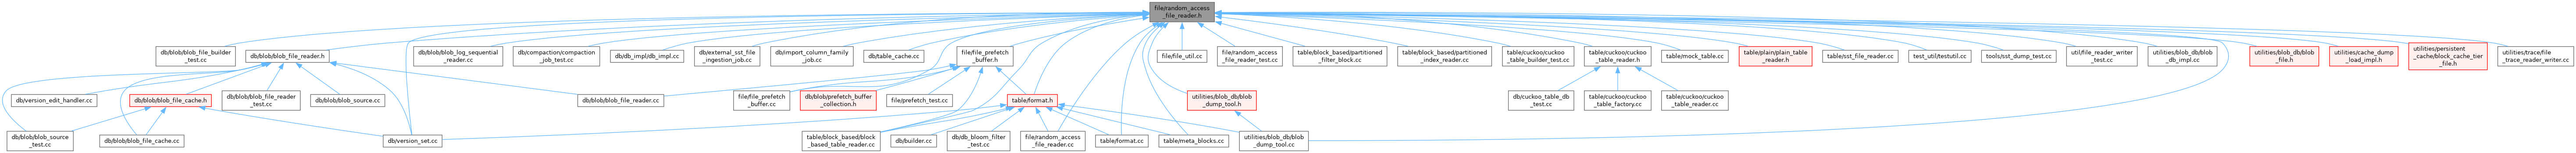 file/random_access
_file_reader.h
db/blob/blob_file_builder
_test.cc
db/blob/blob_file_reader.h
db/blob/blob_log_sequential
_reader.cc
db/compaction/compaction
_job_test.cc
db/db_impl/db_impl.cc
db/external_sst_file
_ingestion_job.cc
db/import_column_family
_job.cc
db/table_cache.cc
file/file_prefetch
_buffer.h
file/file_util.cc
file/random_access
_file_reader_test.cc
table/block_based/partitioned
_filter_block.cc
table/block_based/partitioned
_index_reader.cc
table/cuckoo/cuckoo
_table_builder_test.cc
table/cuckoo/cuckoo
_table_reader.h
table/mock_table.cc
table/plain/plain_table
_reader.h
table/sst_file_reader.cc
test_util/testutil.cc
tools/sst_dump_test.cc
util/file_reader_writer
_test.cc
utilities/blob_db/blob
_db_impl.cc
utilities/blob_db/blob
_file.h
utilities/cache_dump
_load_impl.h
utilities/persistent
_cache/block_cache_tier
_file.h
utilities/trace/file
_trace_reader_writer.cc
db/version_edit_handler.cc
db/blob/blob_file_cache.h
db/blob/blob_file_reader
_test.cc
db/blob/blob_source.cc
db/blob/blob_file_reader.cc
file/file_prefetch
_buffer.cc
db/blob/prefetch_buffer
_collection.h
file/prefetch_test.cc
table/format.h
utilities/blob_db/blob
_dump_tool.h
db/cuckoo_table_db
_test.cc
table/cuckoo/cuckoo
_table_factory.cc
table/cuckoo/cuckoo
_table_reader.cc
db/blob/blob_source
_test.cc
db/blob/blob_file_cache.cc
db/version_set.cc
table/block_based/block
_based_table_reader.cc
db/builder.cc
db/db_bloom_filter
_test.cc
file/random_access
_file_reader.cc
table/format.cc
table/meta_blocks.cc
utilities/blob_db/blob
_dump_tool.cc